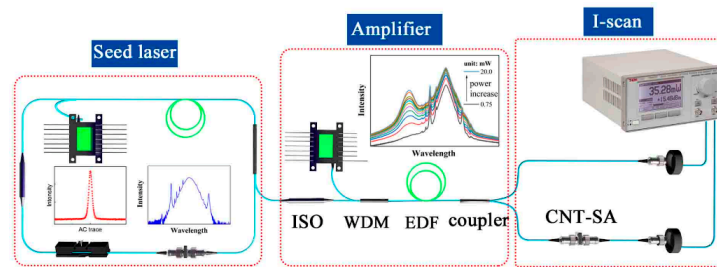 Seed laser
Amplifier
I-scan
unit: mW
20.0
power
increase
0.75
Intensity
Wavelength
35.28mW
Intensity
AC trace
Intensity
Wavelength
ISO
WDM
EDF
coupler
CNT-SA